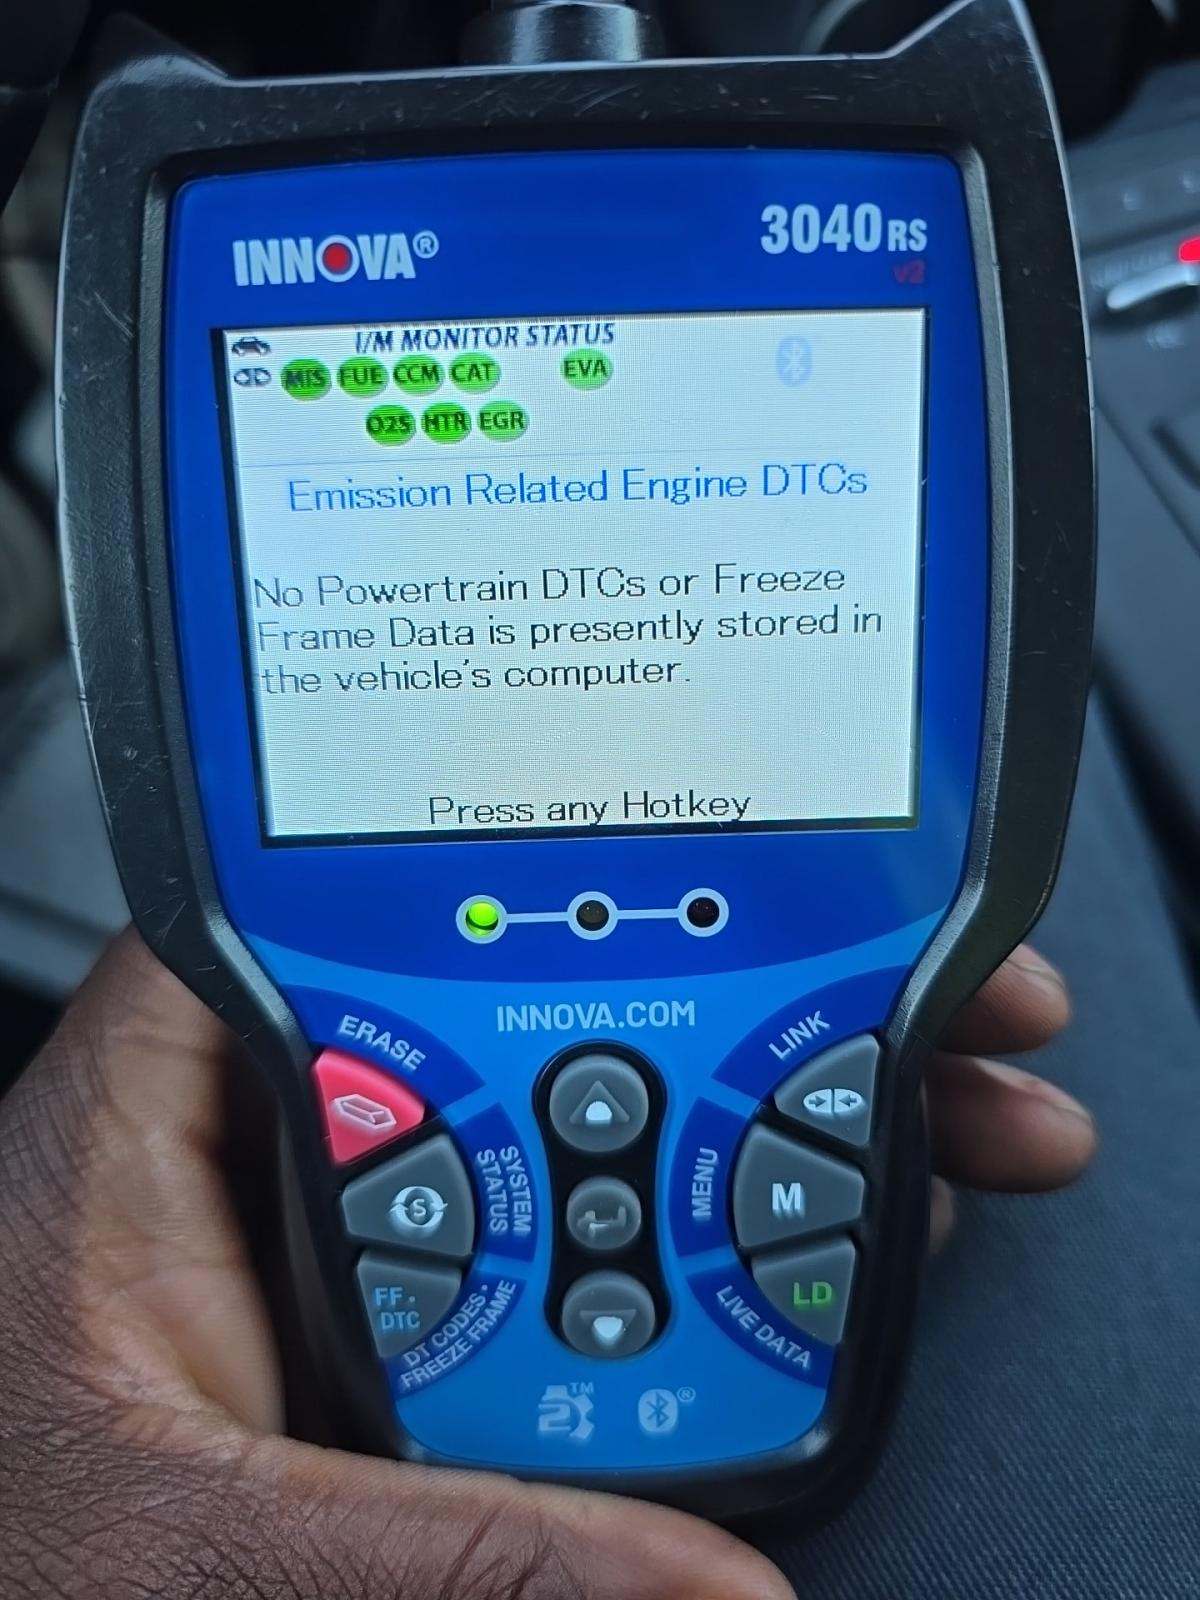 INNOVA®
3040RS
v2
I/M MONITOR STATUS
MIS FUE CCM CAT EVA
O2S HTR EGR
Emission Related Engine DTCs
No Powertrain DTCs or Freeze
Frame Data is presently stored in
the vehicle's computer.
Press any Hotkey
INNOVA.COM
ERASE
LINK
S
SYSTEM
STATUS
MENU
M
FF·
DTC
DT CODES·
FREEZE FRAME
LIVE DATA
LD
2 TM
®